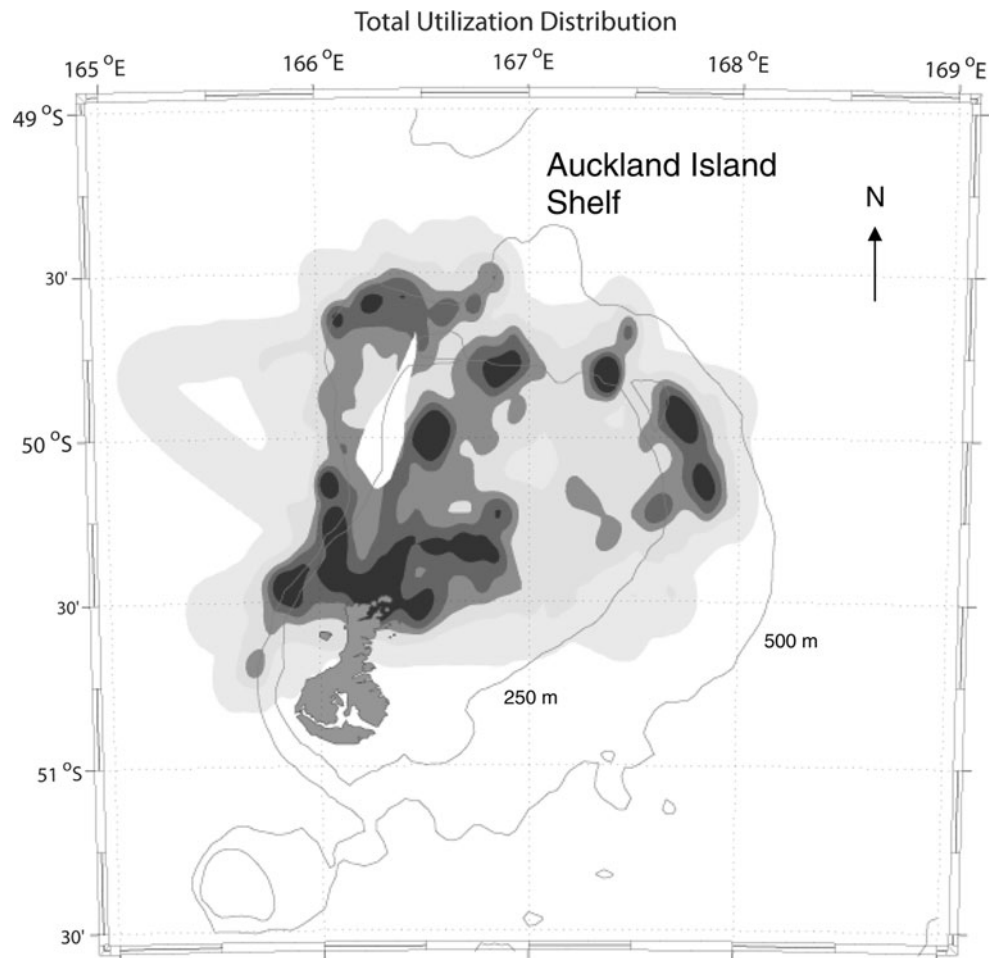 Total Utilization Distribution
165 °E 166 °E 167 °E 168 °E 169 °E
49 °S
Auckland Island
Shelf
N
30'
50 °S
30'
500 m
250 m
51 °S
30'